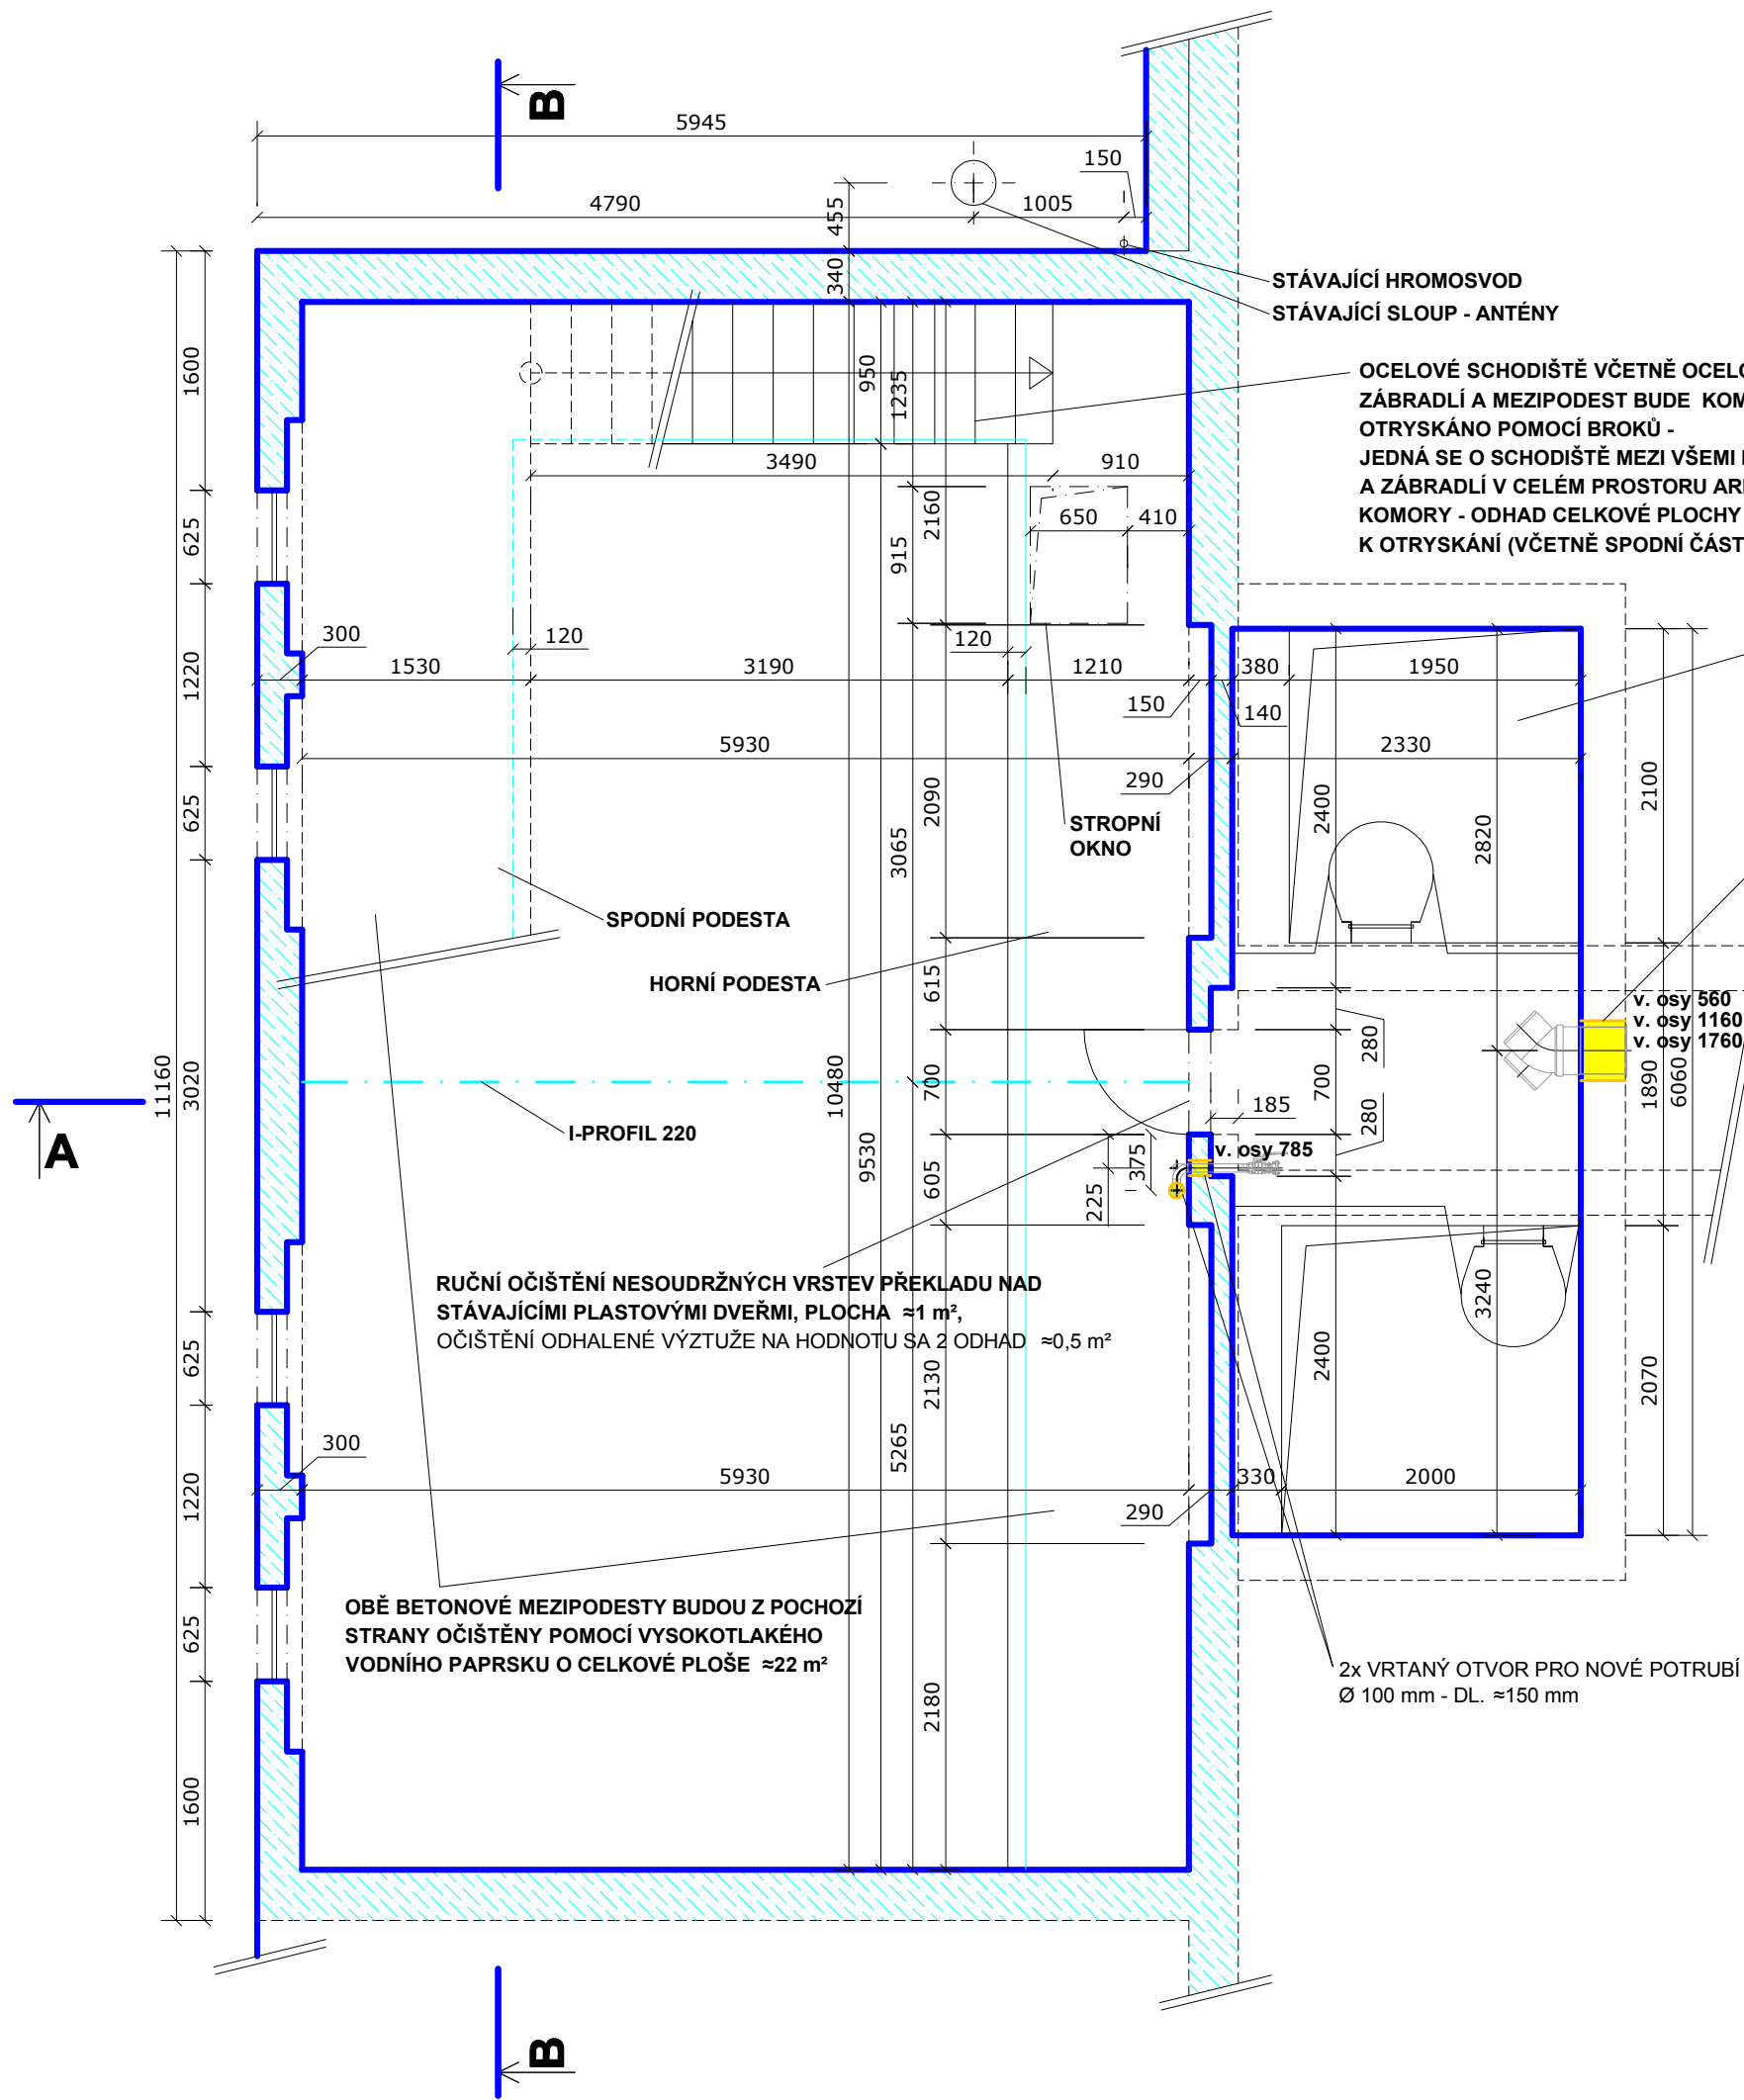 B
5945
150
4790
1005
455
340
STÁVAJÍCÍ HROMOSVOD
STÁVAJÍCÍ SLOUP - ANTÉNY
1600
950
1235
OCELOVÉ SCHODIŠTĚ VČETNĚ
ZÁBRADLÍ A MEZIPODEST BUDE
OTRYSKÁNO POMOCÍ BROKŮ -
JEDNÁ SE O SCHODIŠTĚ MEZI VŠEMI
A ZÁBRADLÍ V CELÉM PROSTORU
KOMORY - ODHAD CELKOVÉ PLOCHY
K OTRYSKÁNÍ (VČETNĚ SPODNÍ
3490
910
625
2160
650
410
915
300
120
120
1220
1530
3190
1210
380
1950
150
140
5930
2330
290
625
2090
2400
2100
STROPNÍ
OKNO
2820
3065
SPODNÍ PODESTA
HORNÍ PODESTA
615
v. osy 560
v. osy 1160
v. osy 1760
280
11160
3020
10480
700
700
1890
6060
185
280
A
I-PROFIL 220
v. osy 785
375
9530
605
225
RUČNÍ OČIŠTĚNÍ NESOUDRŽNÝCH VRSTEV PŘEKLADU NAD
STÁVAJÍCÍMI PLASTOVÝMI DVEŘMI, PLOCHA ≈1 m²,
OČIŠTĚNÍ ODHALENÉ VÝZTUŽE NA HODNOTU SA 2 ODHAD ≈0,5 m²
3240
625
2400
2130
2070
5265
300
1220
5930
330
2000
290
OBĚ BETONOVÉ MEZIPODESTY BUDOU Z POCHOZÍ
STRANY OČIŠTĚNY POMOCÍ VYSOKOTLAKÉHO
VODNÍHO PAPRSKU O CELKOVÉ PLOŠE ≈22 m²
625
2180
2x VRTANÝ OTVOR PRO NOVÉ POTRUBÍ
Ø 100 mm - DL. ≈150 mm
1600
B